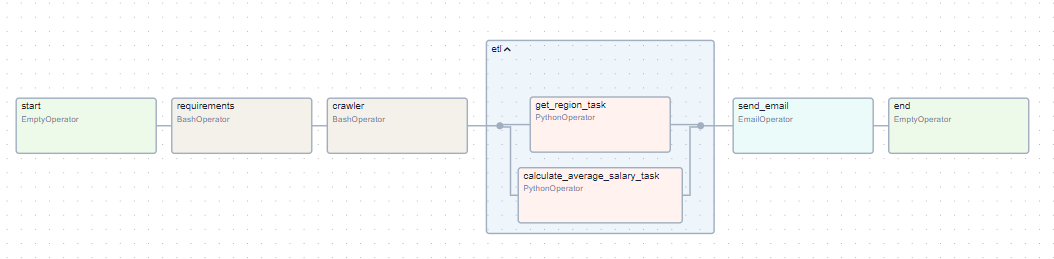 start
EmptyOperator
requirements
BashOperator
crawler
BashOperator
etl
get_region_task
PythonOperator
calculate_average_salary_task
PythonOperator
send_email
EmailOperator
end
EmptyOperator